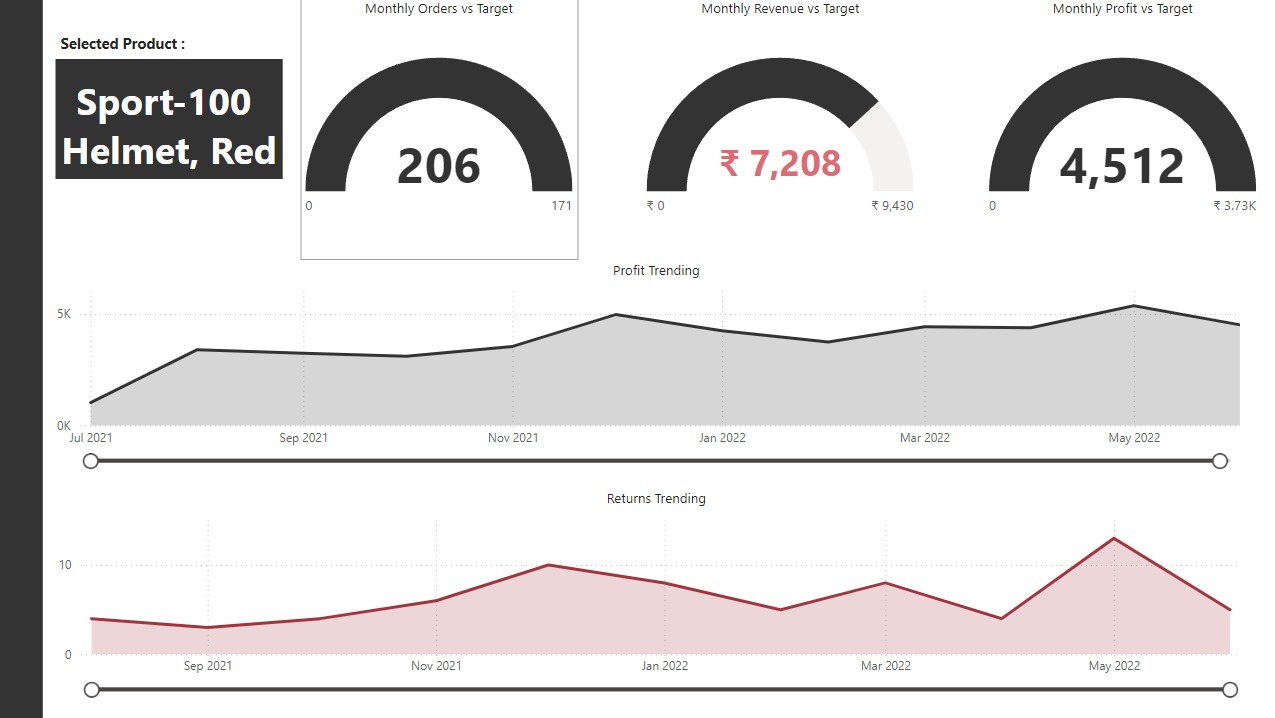 Monthly Orders vs Target
Monthly Revenue vs Target
Monthly Profit vs Target
Selected Product :
Sport-100
Helmet, Red
206
0
171
₹ 7,208
₹ 0
₹ 9,430
4,512
0
₹ 3.73K
Profit Trending
5K
0K
Jul 2021
Sep 2021
Nov 2021
Jan 2022
Mar 2022
May 2022
Returns Trending
10
0
Sep 2021
Nov 2021
Jan 2022
Mar 2022
May 2022